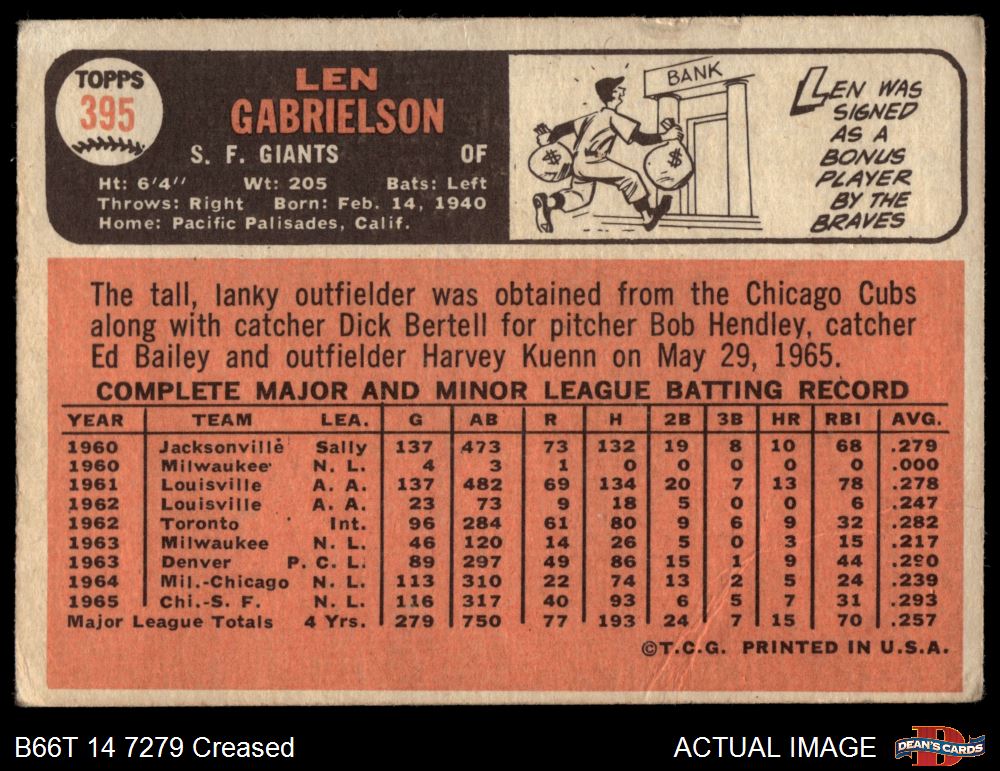 TOPPS
395
LEN
GABRIELSON
S. F. GIANTS OF
Ht: 6'4" Wt: 205 Bats: Left
Throws: Right Born: Feb. 14, 1940
Home: Pacific Palisades, Calif.
BANK
$ $
LEN WAS
SIGNED
AS A
BONUS
PLAYER
BY THE
BRAVES
The tall, lanky outfielder was obtained from the Chicago Cubs
along with catcher Dick Bertell for pitcher Bob Hendley, catcher
Ed Bailey and outfielder Harvey Kuenn on May 29, 1965.
COMPLETE MAJOR AND MINOR LEAGUE BATTING RECORD
YEAR TEAM LEA. G AB R H 2B 3B HR RBI AVG.
1960 Jacksonville Sally 137 473 73 132 19 8 10 68 .279
1960 Milwaukee N. L. 4 3 1 0 0 0 0 0 .000
1961 Louisville A. A. 137 482 69 134 20 7 13 78 .278
1962 Louisville A. A. 23 73 9 18 5 0 0 6 .247
1962 Toronto Int. 96 284 61 80 9 6 9 32 .282
1963 Milwaukee N. L. 46 120 14 26 5 0 3 15 .217
1963 Denver P. C. L. 89 297 49 86 15 1 9 44 .290
1964 Mil.-Chicago N. L. 113 310 22 74 13 2 5 24 .239
1965 Chi.-S. F. N. L. 116 317 40 93 6 5 7 31 .293
Major League Totals 4 Yrs. 279 750 77 193 24 7 15 70 .257
©T.C.G. PRINTED IN U.S.A.
B66T 14 7279 Creased ACTUAL IMAGE DEAN'S CARDS